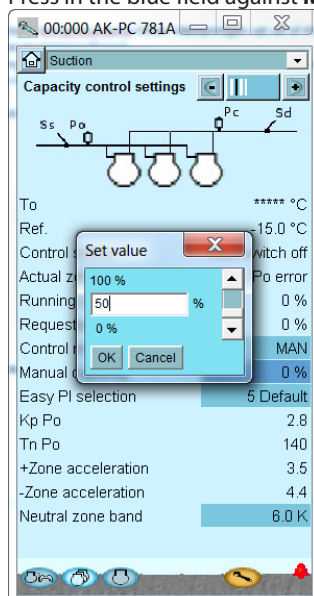 Press in the blue field against
00:000 AK-PC 781A
Suction
Capacity control settings
Pc
Sd
Ss
Po
To ***** °C
Ref. -15.0 °C
Control
Set value
Actual
Po error
100 %
Running 0 %
50 %
Request 0 %
0 %
Control MAN
OK Cancel
Manual 0 %
Easy PI selection 5 Default
Kp Po 2.8
Tn Po 140
+Zone acceleration 3.5
-Zone acceleration 4.4
Neutral zone band 6.0 K